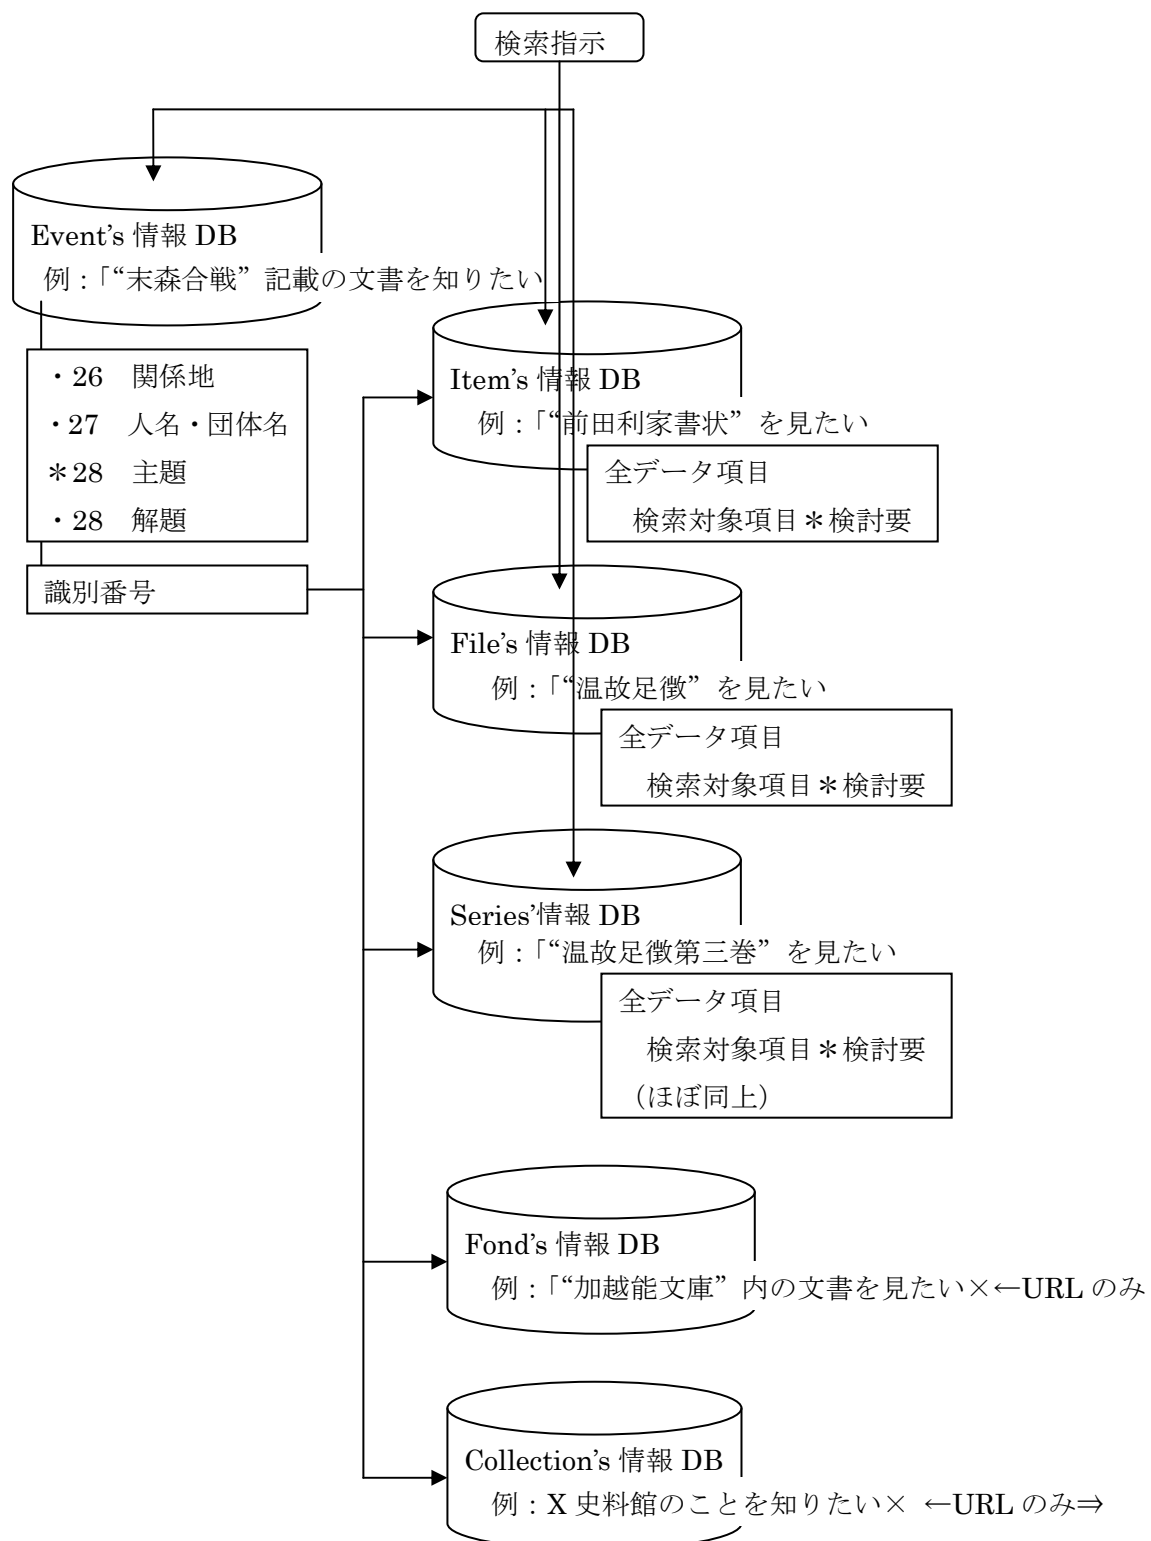 検索指示
Event's 情報 DB
例：「“末森合戦”記載の文書を知りたい
・26　関係地
・27　人名・団体名
＊28　主題
・28　解題
識別番号
Item's 情報 DB
例：「“前田利家書状”を見たい
全データ項目
検索対象項目＊検討要
File's 情報 DB
例：「“温故足徴”を見たい
全データ項目
検索対象項目＊検討要
Series'情報 DB
例：「“温故足徴第三巻”を見たい
全データ項目
検索対象項目＊検討要
（ほぼ同上）
Fond's 情報 DB
例：「“加越能文庫”内の文書を見たい×←URL のみ
Collection's 情報 DB
例：X 史料館のことを知りたい× ←URL のみ⇒